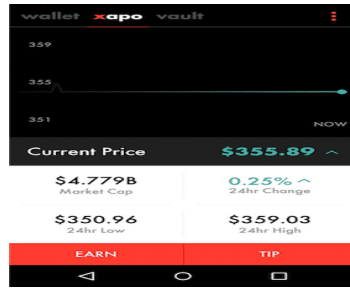 wallet xapo vault
359
355
351
NOW
Current Price $355.89
$4.779B 0.25%
Market Cap 24hr Change
$350.96 $359.03
24hr Low 24hr High
EARN TIP